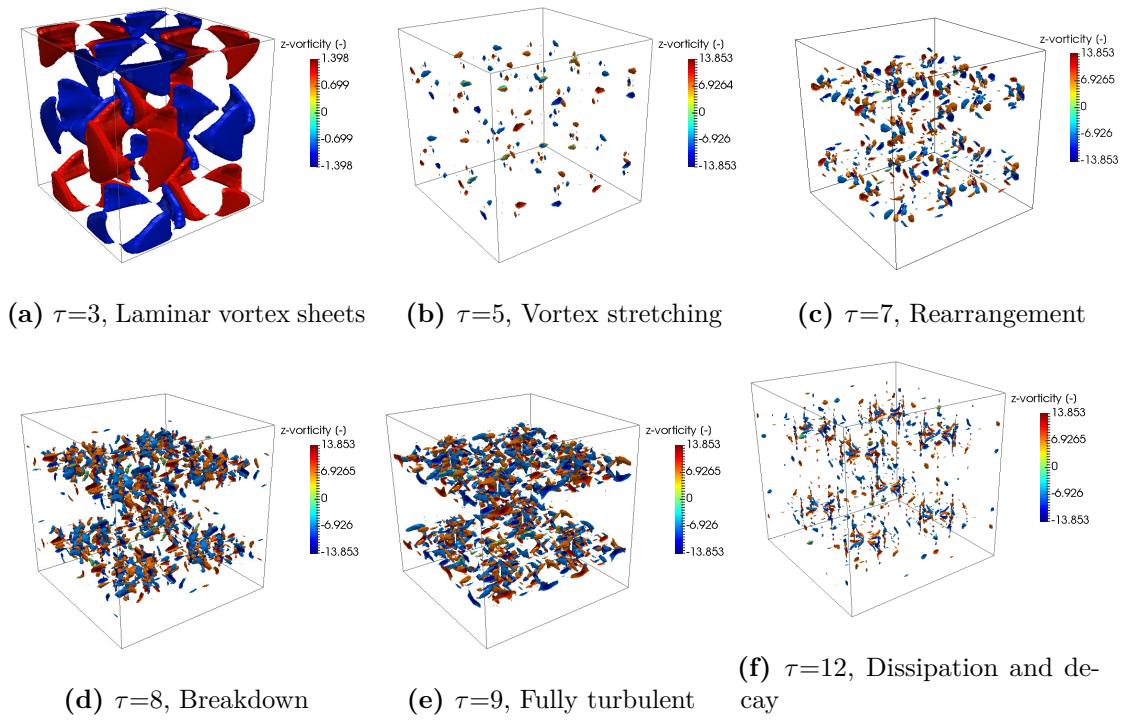 z-vorticity (-)
1.398
0.699
0
-0.699
-1.398
(a) τ=3, Laminar vortex sheets
z-vorticity (-)
13.853
6.9264
0
-6.926
-13.853
(b) τ=5, Vortex stretching
z-vorticity (-)
13.853
6.9265
0
-6.926
-13.853
(c) τ=7, Rearrangement
z-vorticity (-)
13.853
6.9265
0
-6.926
-13.853
(d) τ=8, Breakdown
z-vorticity (-)
13.853
6.9265
0
-6.926
-13.853
(e) τ=9, Fully turbulent
z-vorticity (-)
13.853
6.9265
0
-6.926
-13.853
(f) τ=12, Dissipation and de-
cay